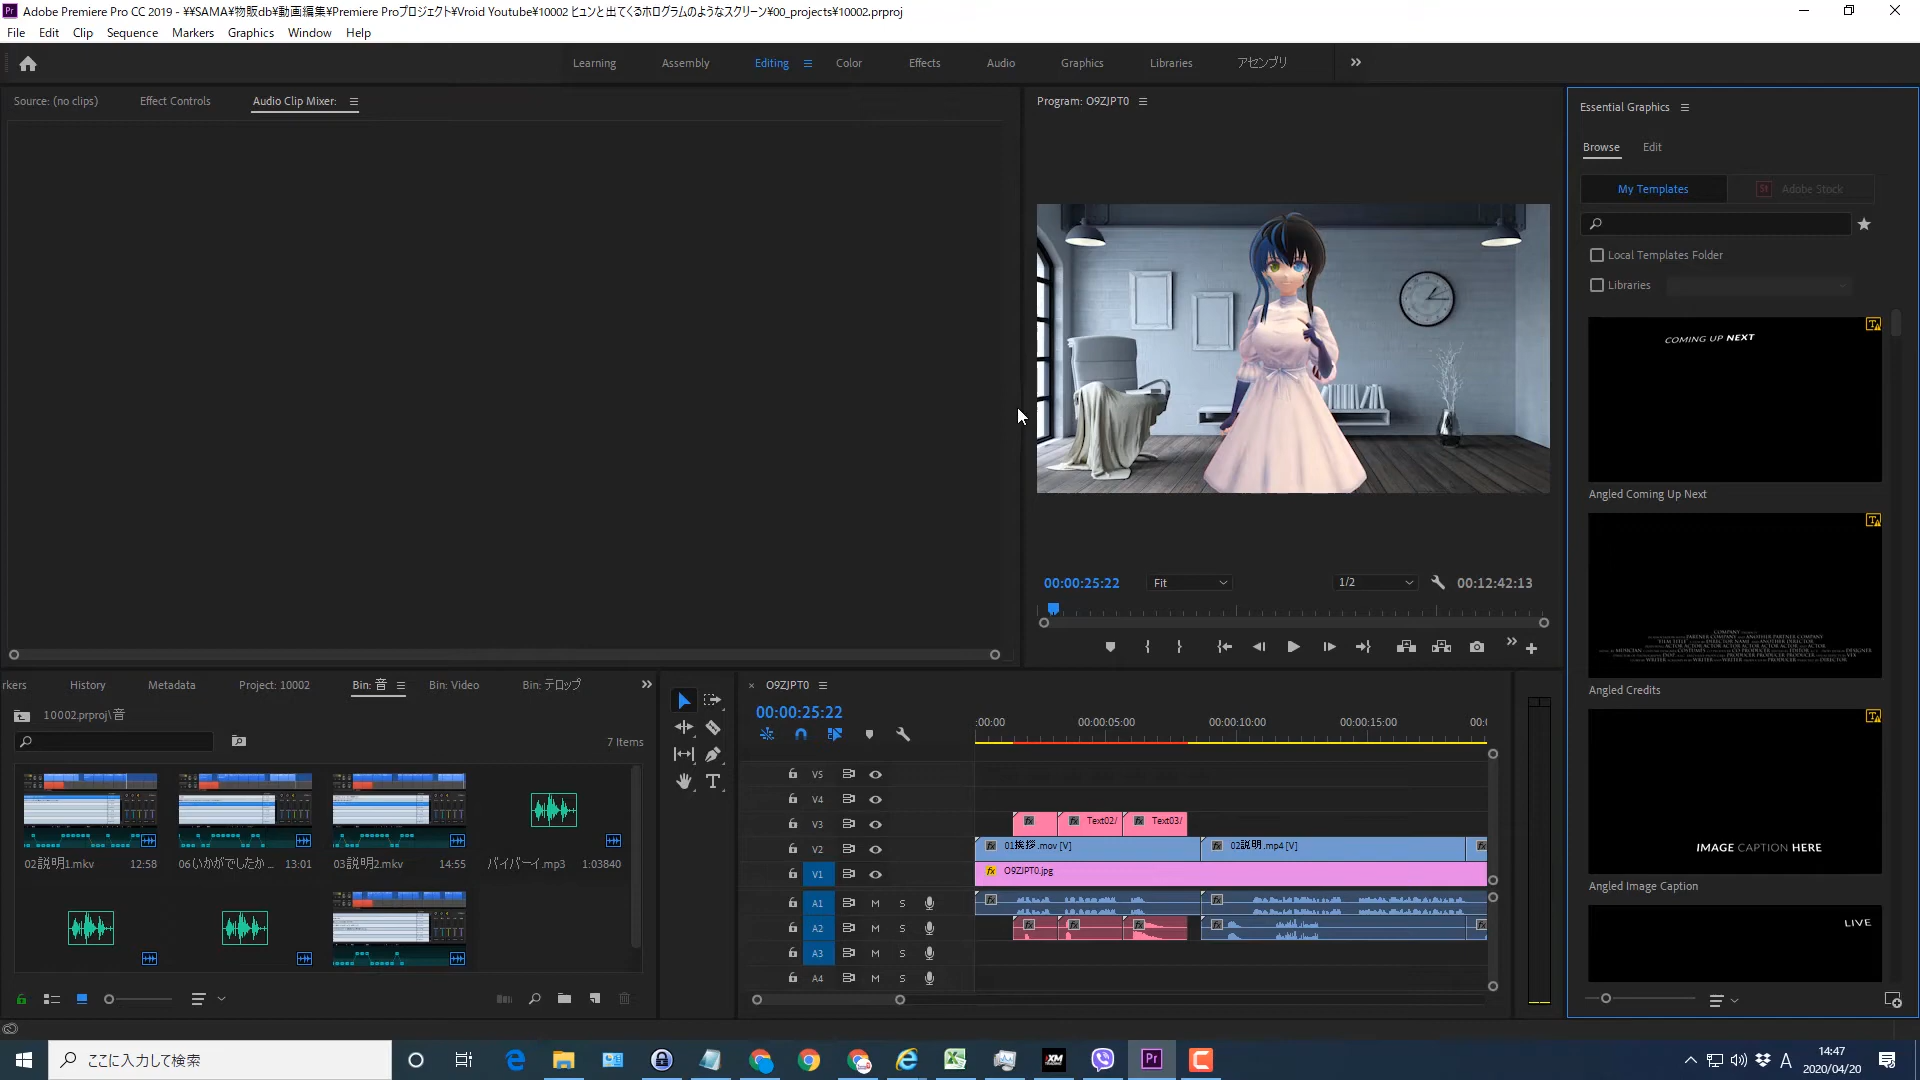 Adobe Premiere Pro CC 2019 - ¥¥SAMA¥物販db¥動画編集¥Premiere Proプロジェクト¥Vroid Youtube¥10002 ヒュンと出てくるホログラムのようなスクリーン¥00_projects¥10002.prproj
File Edit Clip Sequence Markers Graphics Window Help
Learning Assembly Editing Color Effects Audio Graphics Libraries アセンブリ
Source: (no clips) Effect Controls Audio Clip Mixer:
Program: O9ZJPT0
Essential Graphics
Browse Edit
My Templates Adobe Stock
Local Templates Folder
Libraries
COMING UP NEXT
Angled Coming Up Next
Angled Credits
IMAGE CAPTION HERE
Angled Image Caption
LIVE
00:00:25:22 Fit 1/2 00:12:42:13
rkers History Metadata Project: 10002 Bin: 音 Bin: Video Bin: テロップ
10002.prproj\音
7 Items
02説明1.mkv 12:58
06いかがでしたか ... 13:01
03説明2.mkv 14:55
バイバーイ.mp3 1:03840
O9ZJPT0
00:00:25:22
:00:00 00:00:05:00 00:00:10:00 00:00:15:00 00:(
V5
V4
V3 Text02/ Text03/
V2 01挨拶.mov [V] 02説明.mp4 [V]
V1 O9ZJPT0.jpg
A1 M S
A2 M S
A3 M S
A4 M S
ここに入力して検索
A
14:47
2020/04/20